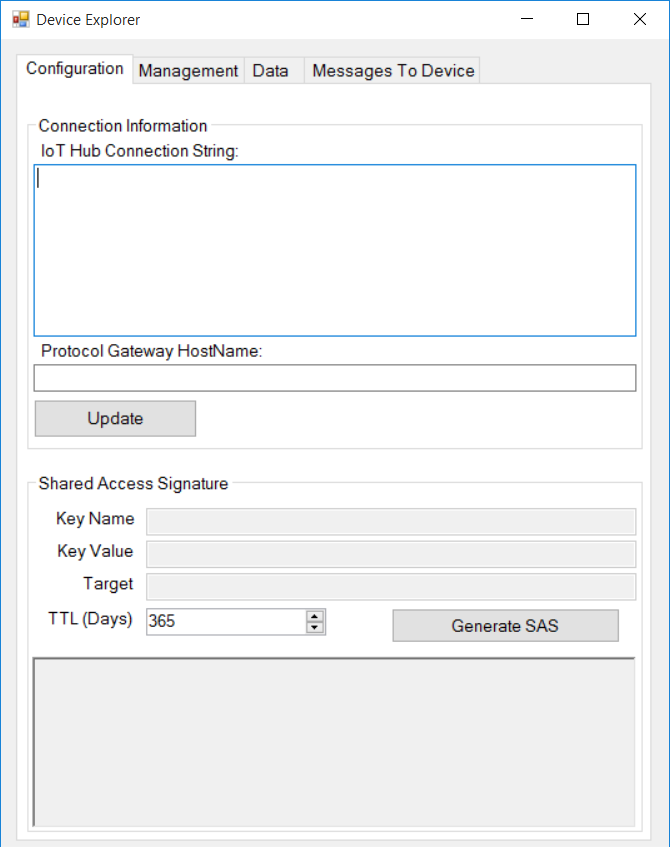 Device Explorer
Configuration Management Data Messages To Device
Connection Information
IoT Hub Connection String:
Protocol Gateway HostName:
Update
Shared Access Signature
Key Name
Key Value
Target
TTL (Days) 365 Generate SAS